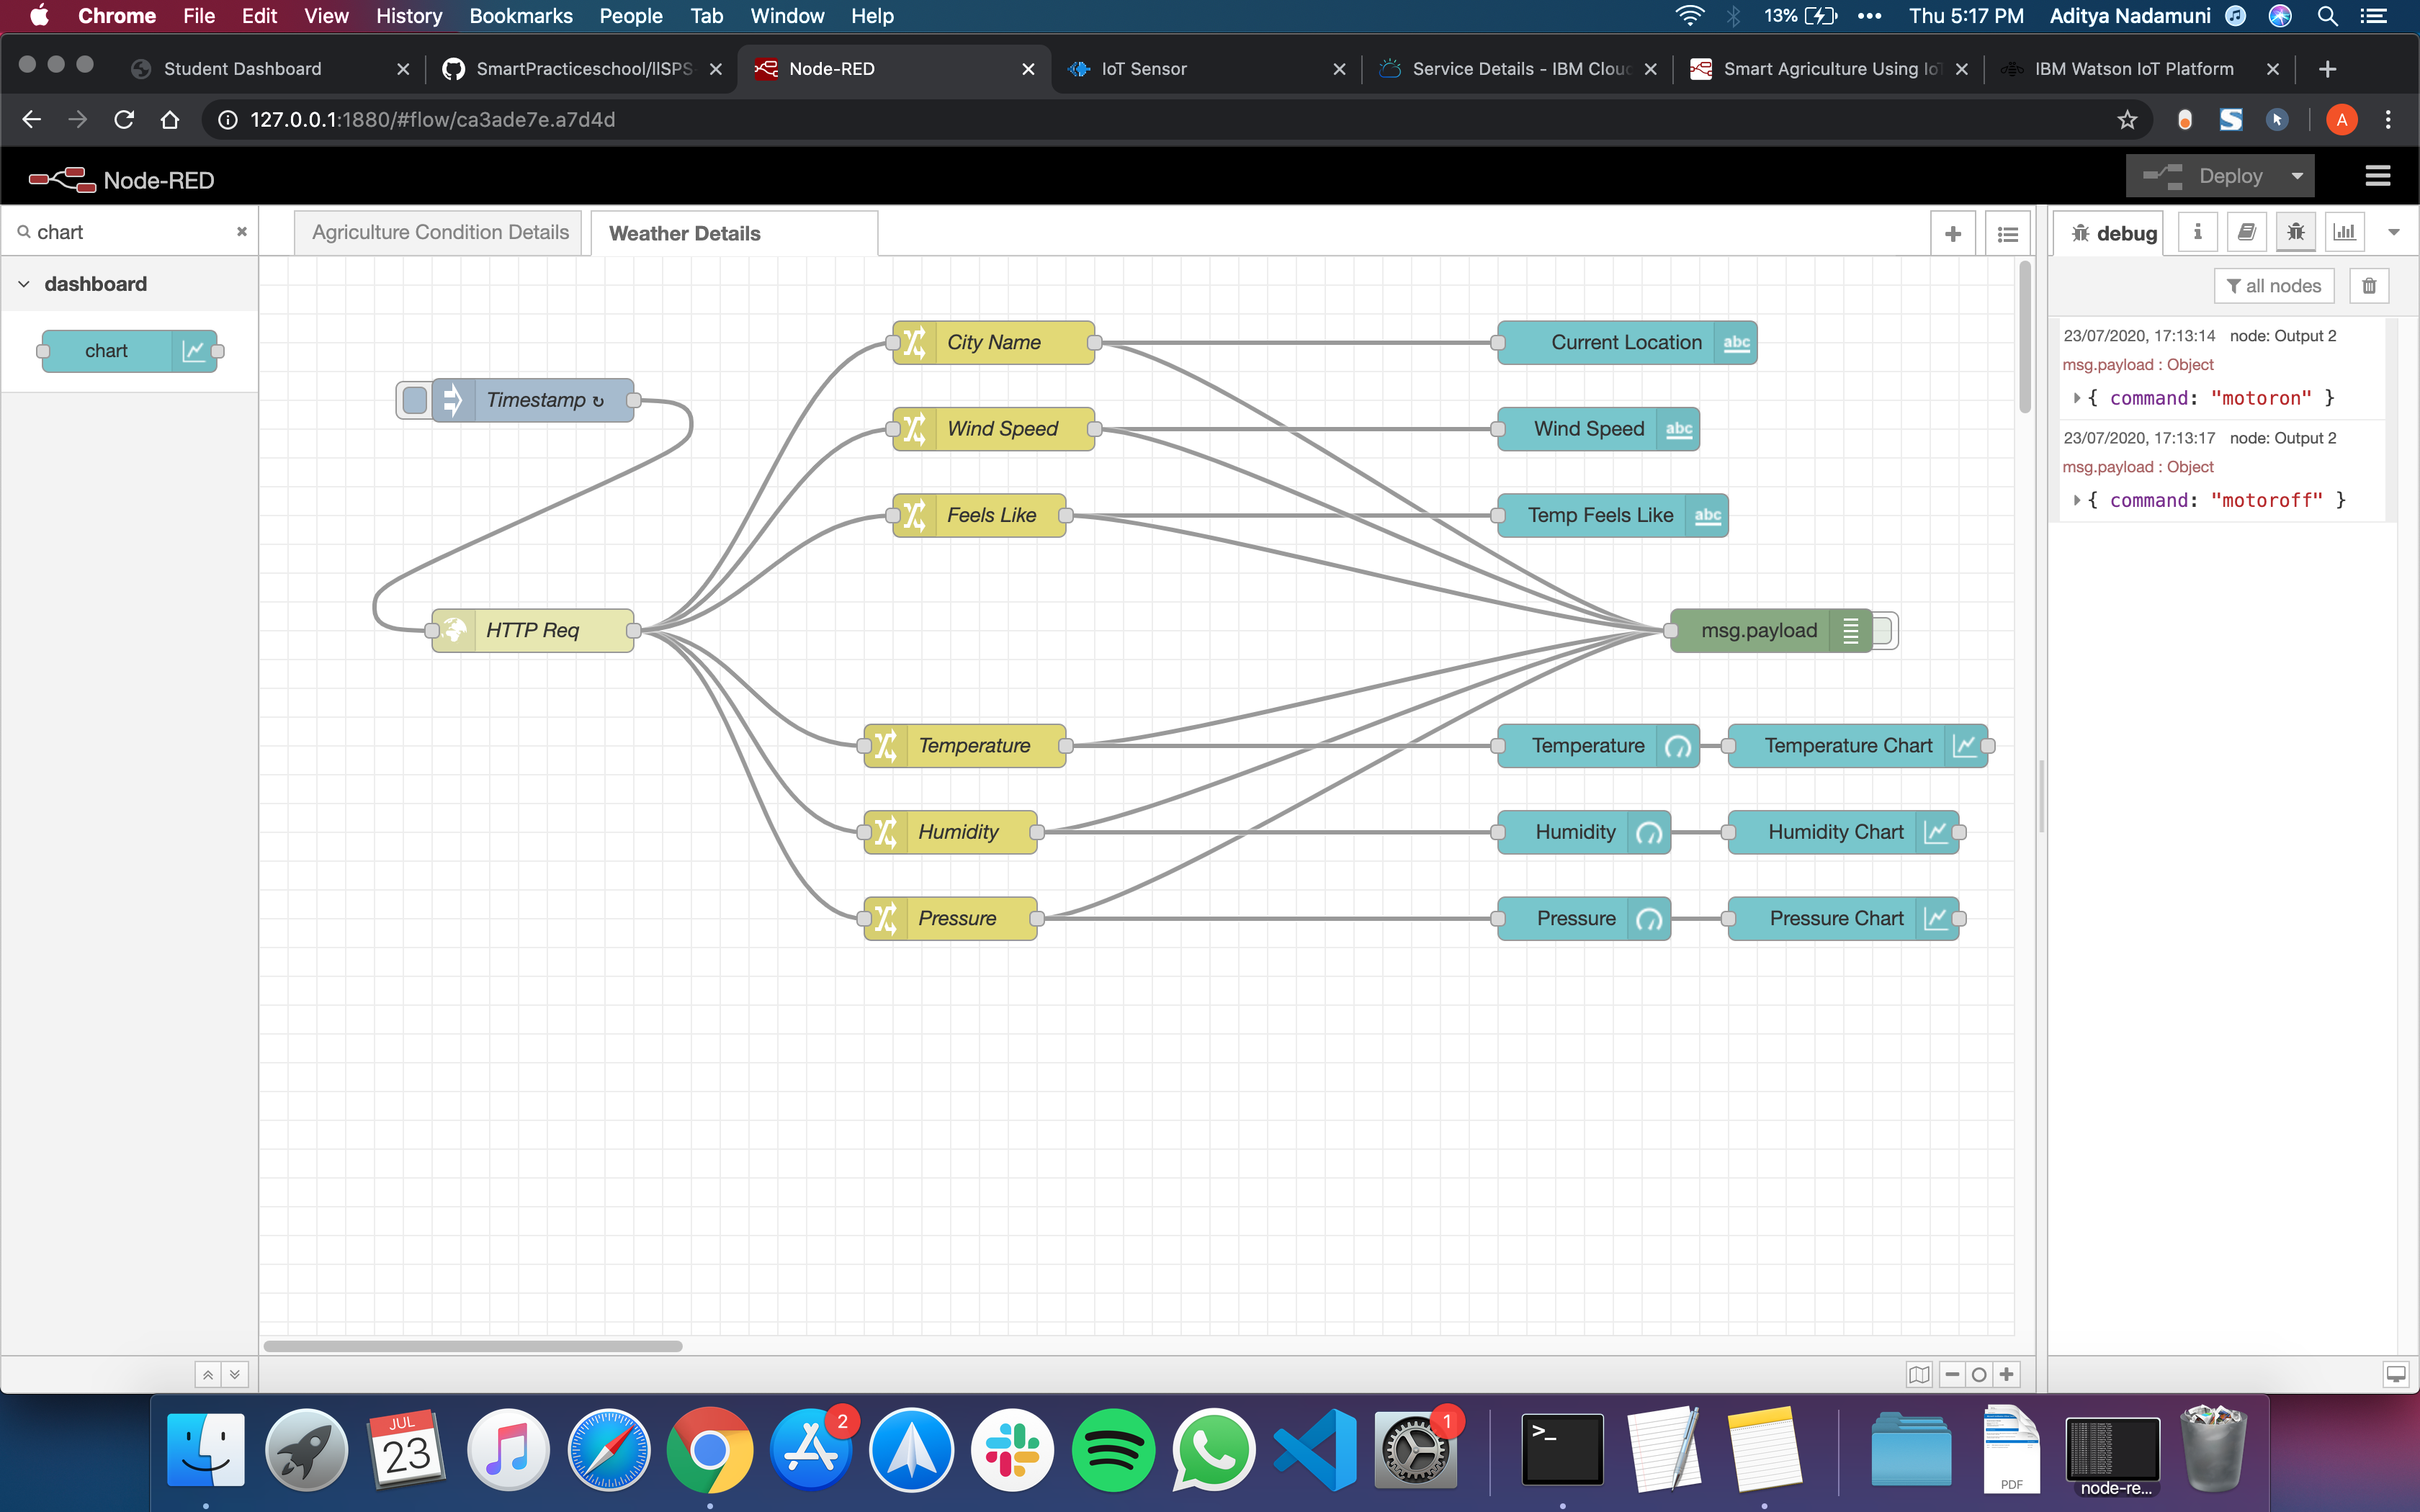 Chrome File Edit View History Bookmarks People Tab Window Help 13% Thu 5:17 PM Aditya Nadamuni
Student Dashboard SmartPracticeschool/llSPS Node-RED IoT Sensor Service Details - IBM Clou Smart Agriculture Using Io IBM Watson IoT Platform
127.0.0.1:1880/#flow/ca3ade7e.a7d4d A
Node-RED Deploy
chart Agriculture Condition Details Weather Details debug
dashboard all nodes
chart
City Name Current Location abc
Timestamp ↻
Wind Speed Wind Speed abc
Feels Like Temp Feels Like abc
HTTP Req msg.payload
Temperature Temperature Temperature Chart
Humidity Humidity Humidity Chart
Pressure Pressure Pressure Chart
23/07/2020, 17:13:14 node: Output 2
msg.payload : Object
{ command: "motoron" }
23/07/2020, 17:13:17 node: Output 2
msg.payload : Object
{ command: "motoroff" }
JUL
23
2
1
>_
PDF
node-re...